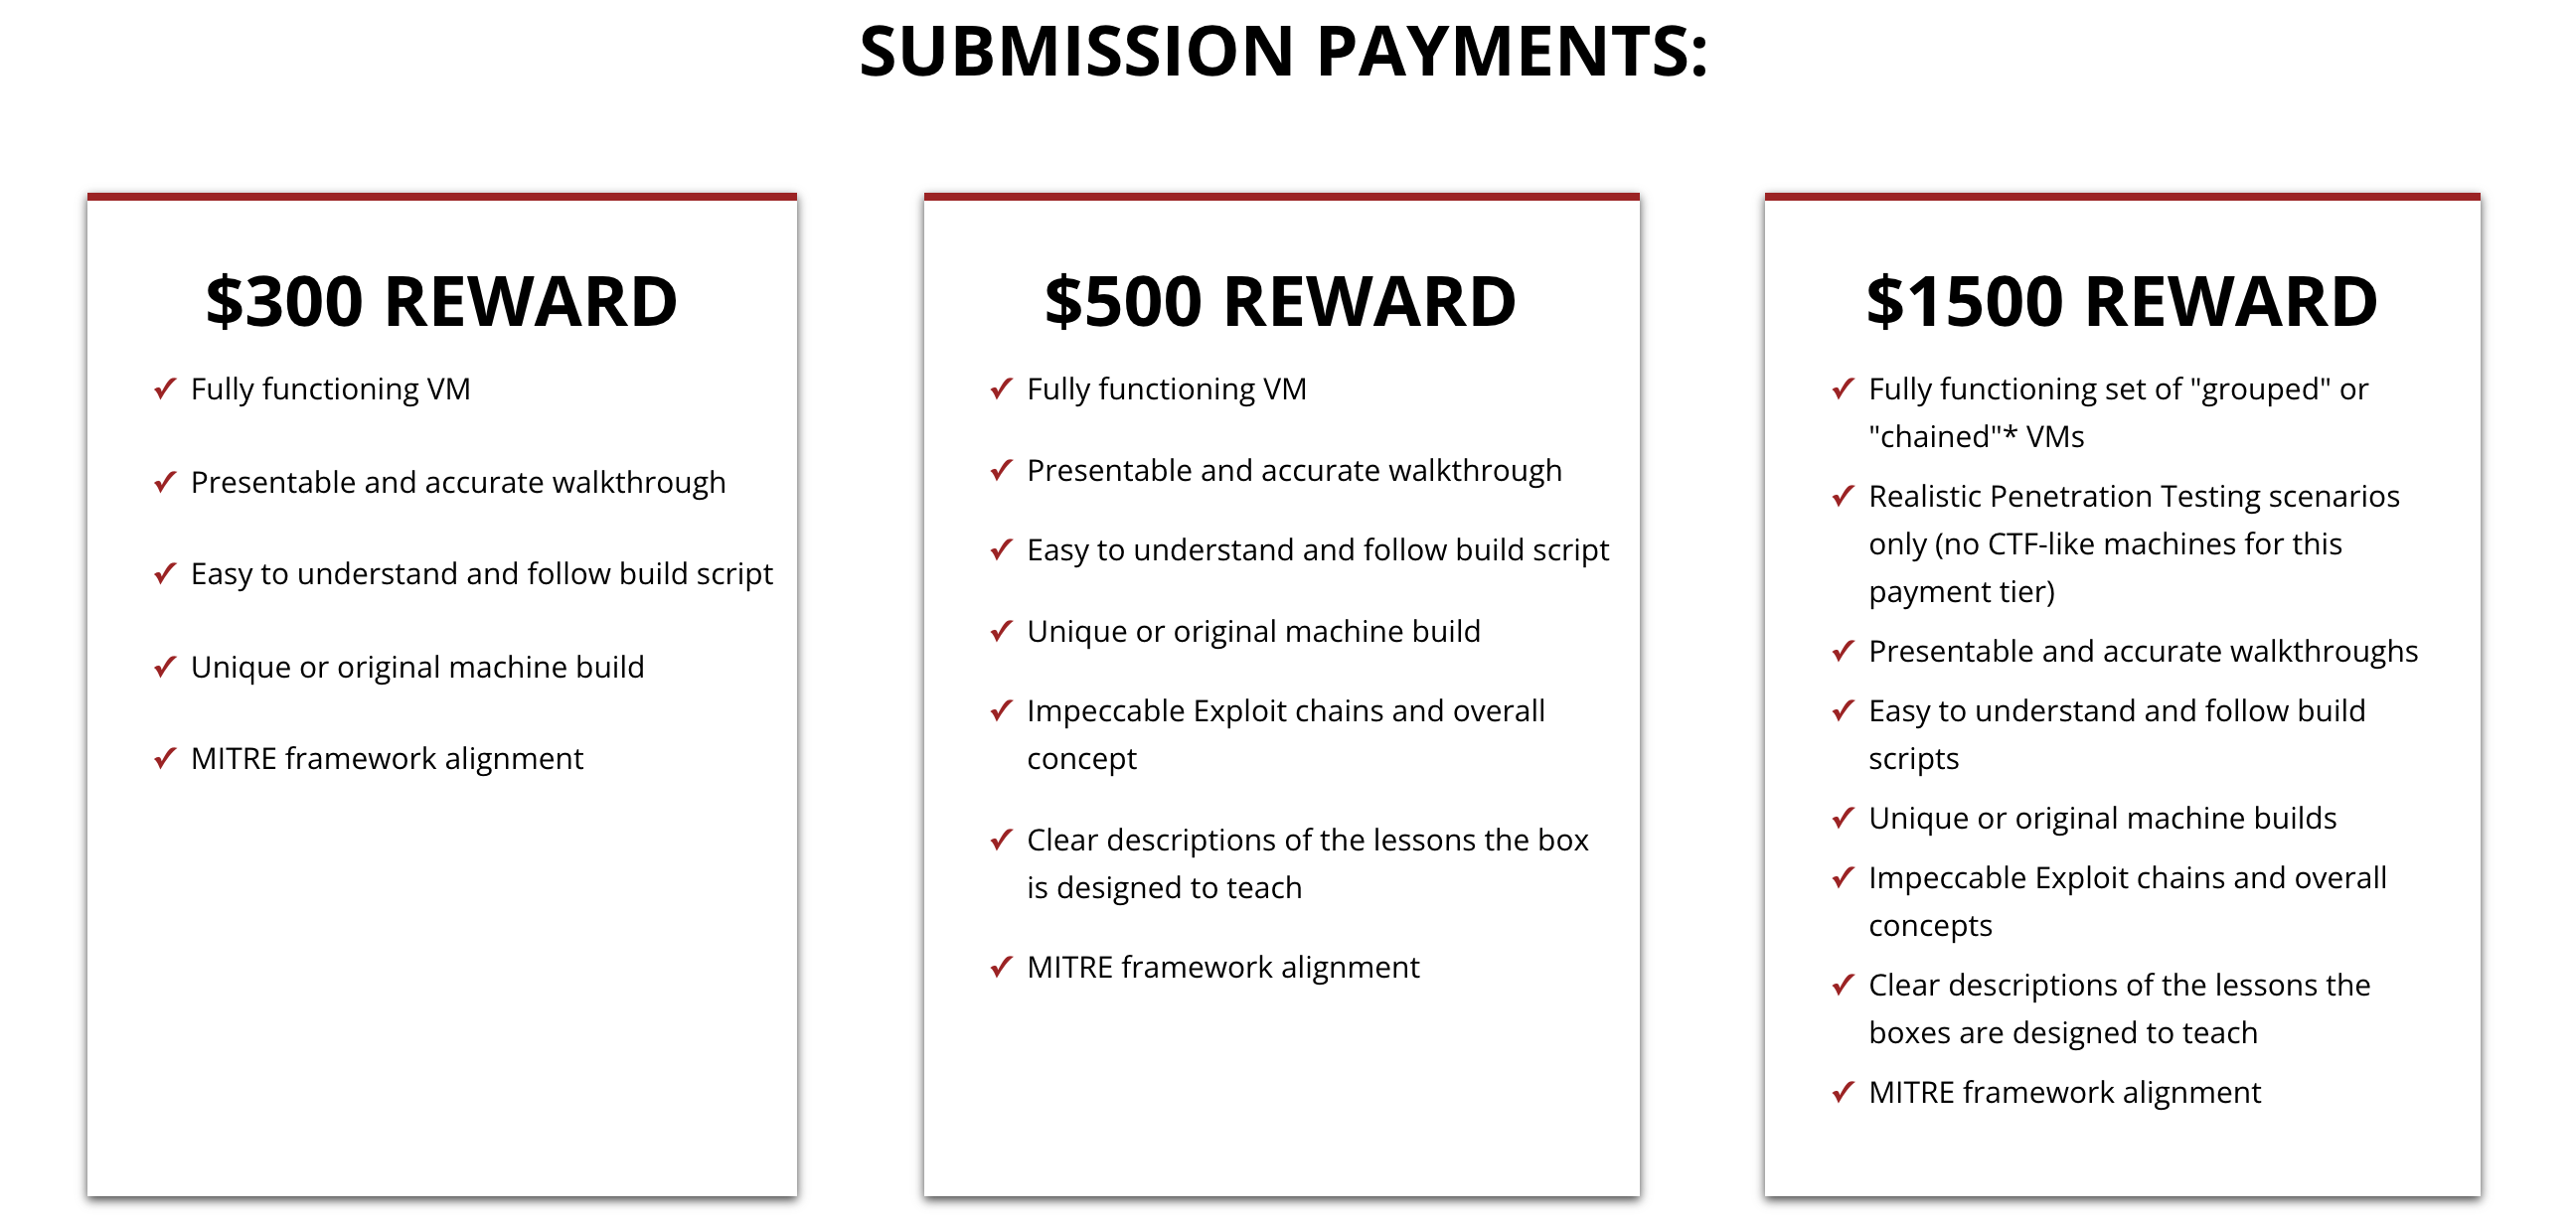 SUBMISSION PAYMENTS:
$300 REWARD
Fully functioning VM
Presentable and accurate walkthrough
Easy to understand and follow build script
Unique or original machine build
MITRE framework alignment
$500 REWARD
Fully functioning VM
Presentable and accurate walkthrough
Easy to understand and follow build script
Unique or original machine build
Impeccable Exploit chains and overall
concept
Clear descriptions of the lessons the box
is designed to teach
MITRE framework alignment
$1500 REWARD
Fully functioning set of "grouped" or
"chained"* VMs
Realistic Penetration Testing scenarios
only (no CTF-like machines for this
payment tier)
Presentable and accurate walkthroughs
Easy to understand and follow build
scripts
Unique or original machine builds
Impeccable Exploit chains and overall
concepts
Clear descriptions of the lessons the
boxes are designed to teach
MITRE framework alignment